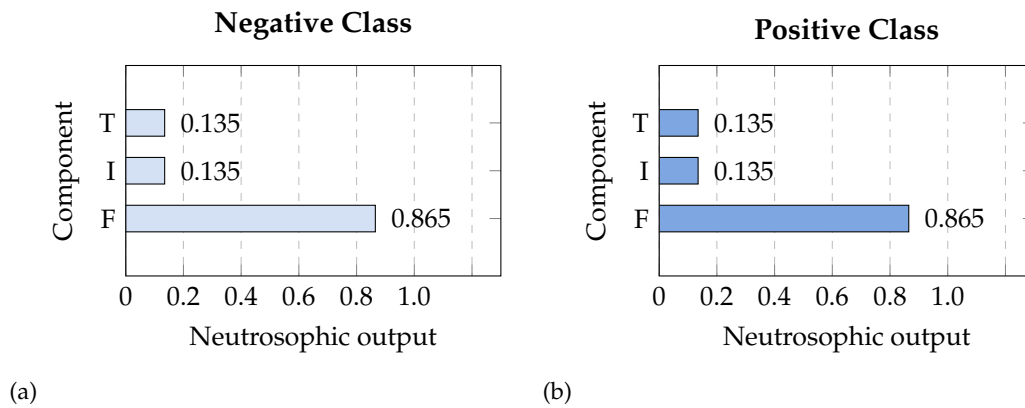 Negative Class
Component
T 0.135
I 0.135
F 0.865
0 0.2 0.4 0.6 0.8 1.0
Neutrosophic output
(a)
Positive Class
Component
T 0.135
I 0.135
F 0.865
0 0.2 0.4 0.6 0.8 1.0
Neutrosophic output
(b)